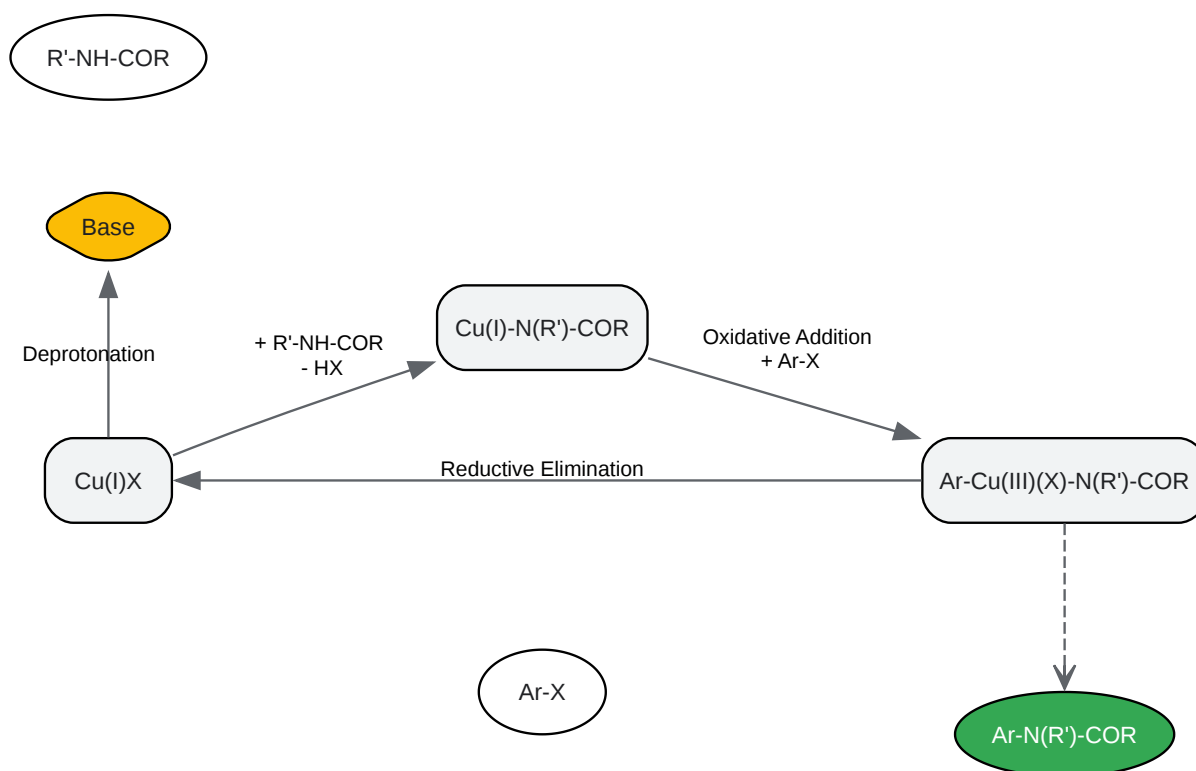 R'-NH-COR
Base
Cu(I)-N(R')-COR
Oxidative Addition
+ Ar-X
+ R'-NH-COR
- HX
Deprotonation
Cu(I)X
Reductive Elimination
Ar-Cu(III)(X)-N(R')-COR
Ar-X
Ar-N(R')-COR